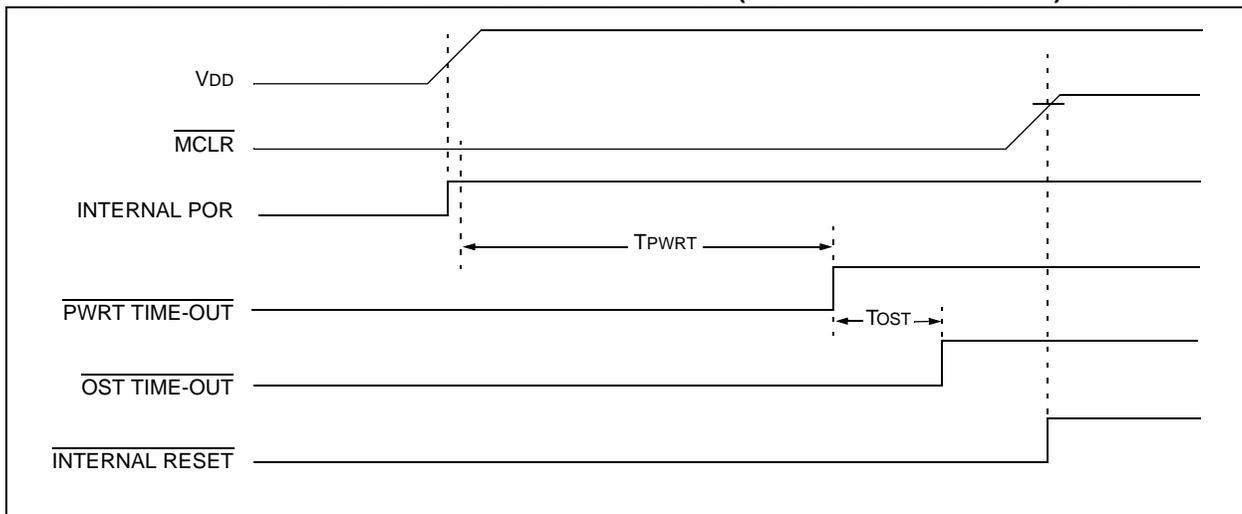 VDD
MCLR
INTERNAL POR
TPWRT
PWRT TIME-OUT
TOST
OST TIME-OUT
INTERNAL RESET